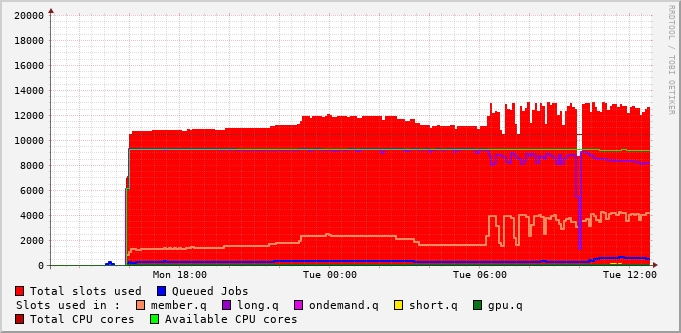 20000
18000
16000
14000
12000
10000
8000
6000
4000
2000
0
Mon 18:00 Tue 00:00 Tue 06:00 Tue 12:00
RRDTOOL / TOBI OETIKER
Total slots used Queued Jobs
Slots used in : member.q long.q ondemand.q short.q gpu.q
Total CPU cores Available CPU cores